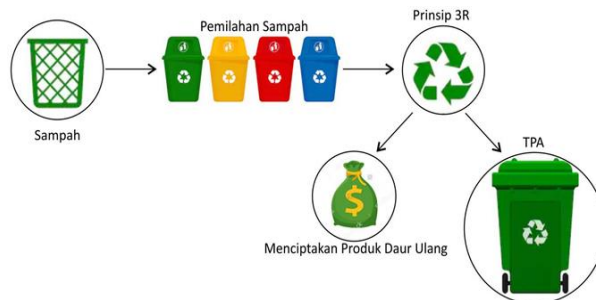 Prinsip 3R
Pemilahan Sampah
Sampah
TPA
$
Menciptakan Produk Daur Ulang